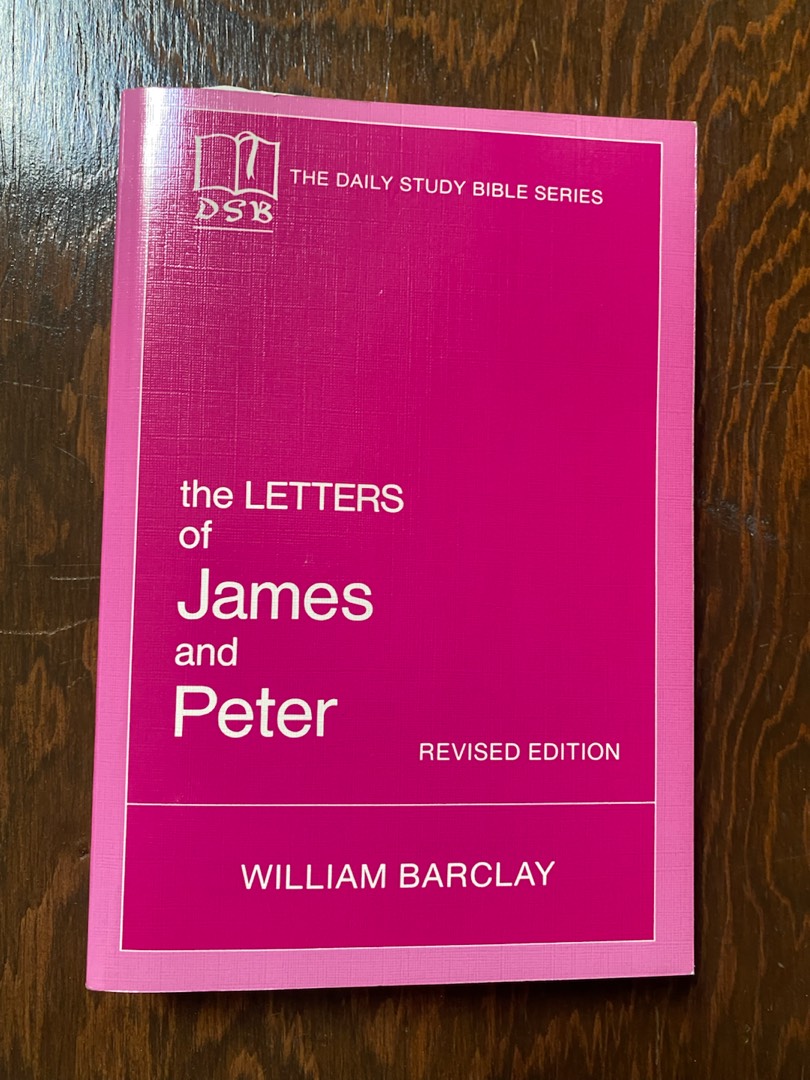 DSB
THE DAILY STUDY BIBLE SERIES
the LETTERS
of
James
and
Peter
REVISED EDITION
WILLIAM BARCLAY